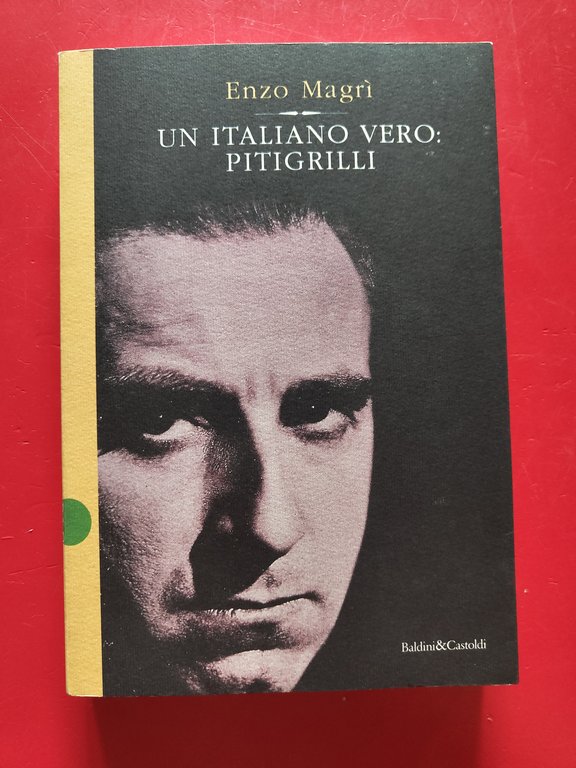 Enzo Magrì
UN ITALIANO VERO:
PITIGRILLI
Baldini&Castoldi